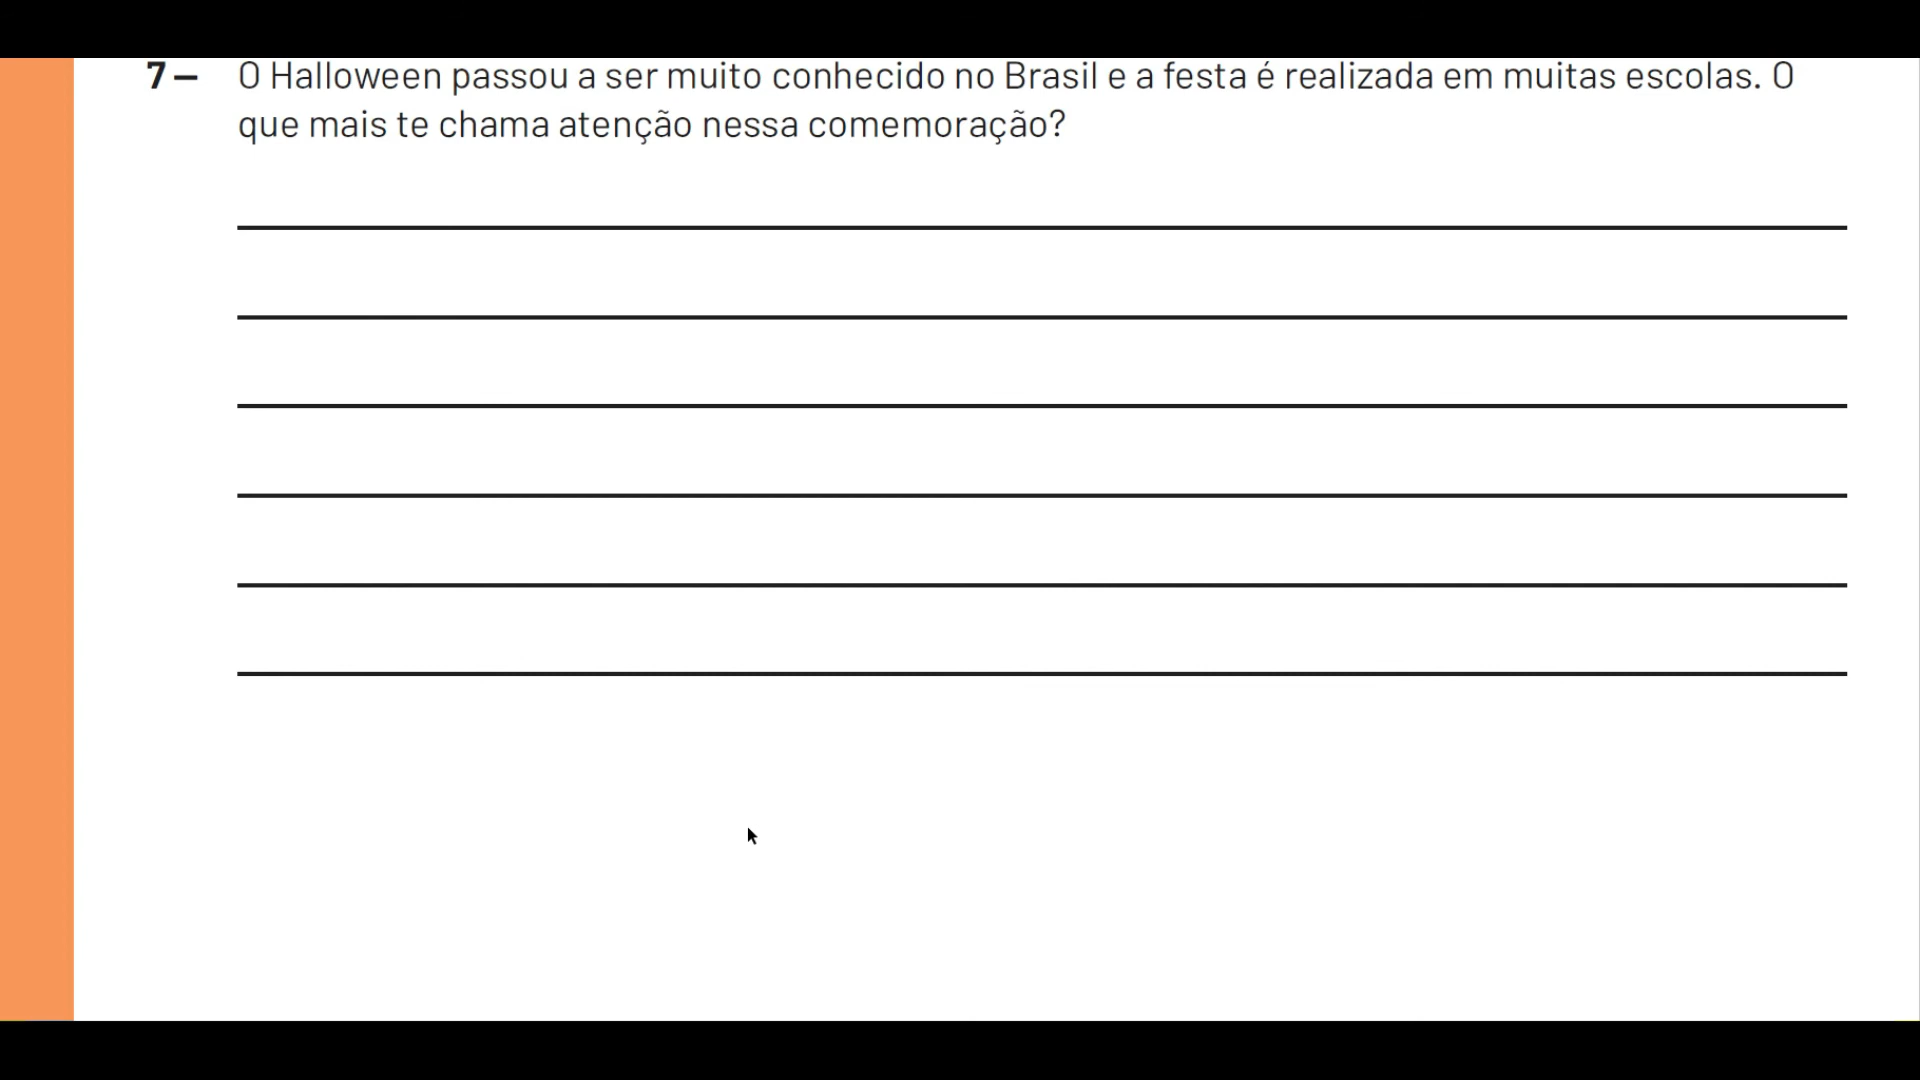 7 — O Halloween passou a ser muito conhecido no Brasil e a festa é realizada em muitas escolas. O
que mais te chama atenção nessa comemoração?